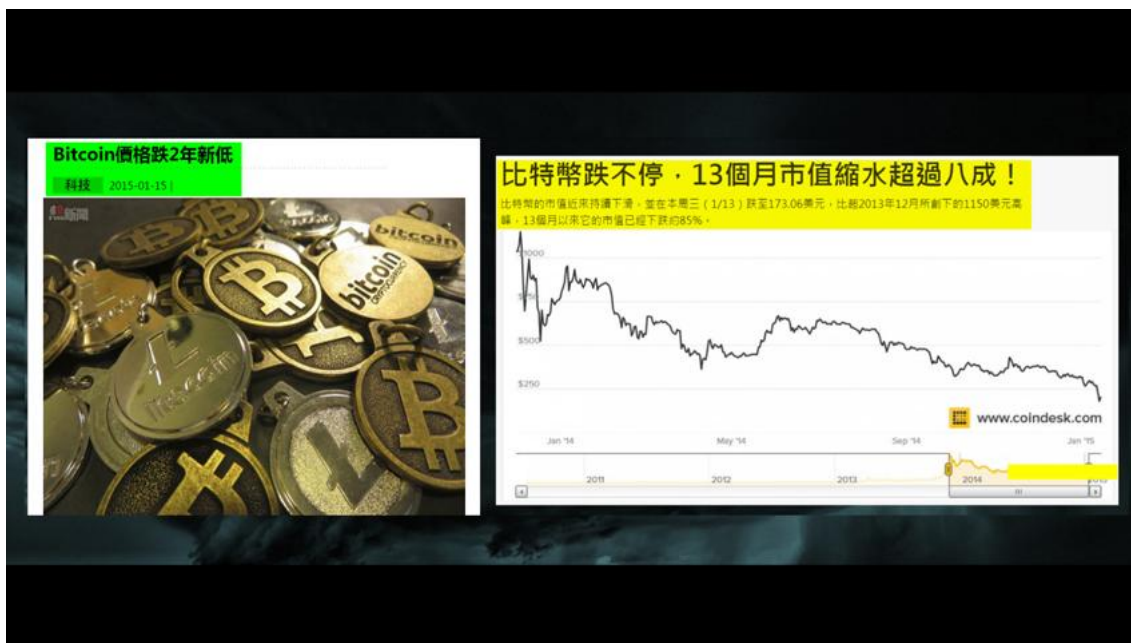 Bitcoin價格跌2年新低
科技 2015-01-15 |
新聞
bitcoin
bitcoin
CRYPTOCURRENCY
litecoin
比特幣跌不停，13個月市值縮水超過八成！
比特幣的市值近來持續下滑，並在本周三（1/13）跌至173.06美元，比起2013年12月所創下的1150美元高
峰，13個月以來它的市值已經下跌約85%。
$1000
$500
$250
www.coindesk.com
Jan '14
May '14
Sep '14
Jan '15
2011
2012
2013
2014